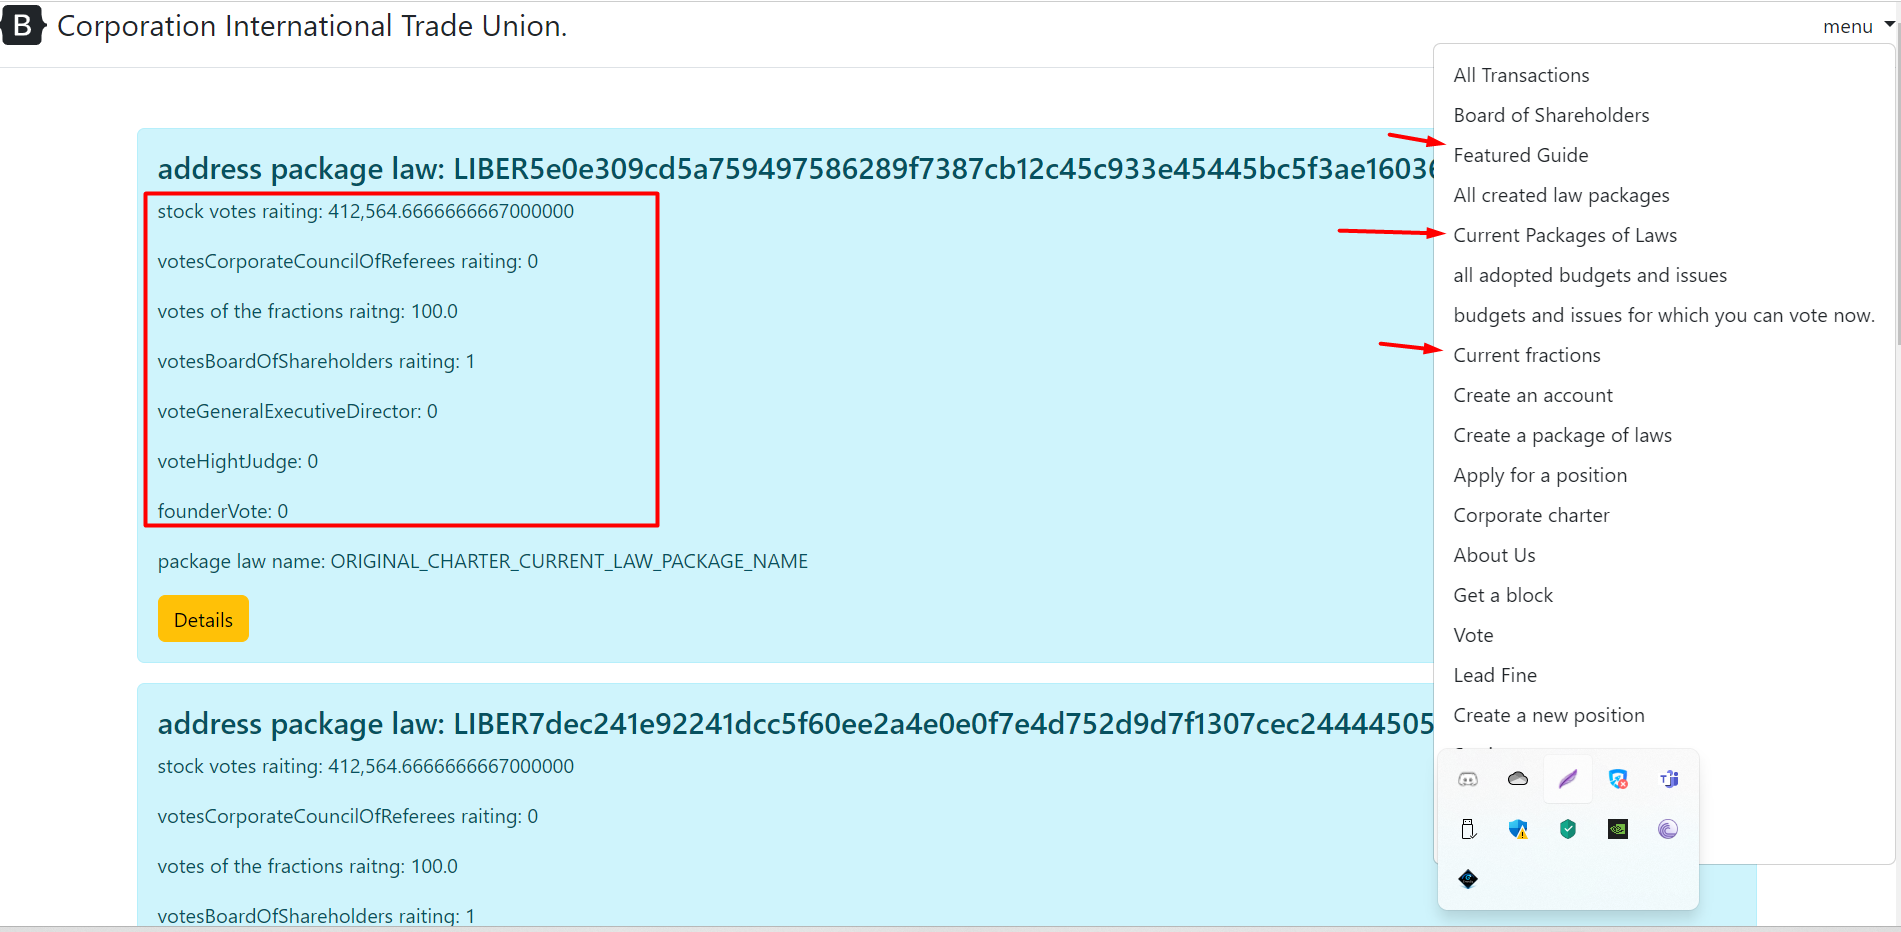 B Corporation International Trade Union.
menu
address package law: LIBER5e0e309cd5a759497586289f7387cb12c45c933e45445bc5f3ae1603
stock votes raiting: 412,564.6666666667000000
votesCorporateCouncilOfReferees raiting: 0
votes of the fractions raitng: 100.0
votesBoardOfShareholders raiting: 1
voteGeneralExecutiveDirector: 0
voteHightJudge: 0
founderVote: 0
package law name: ORIGINAL_CHARTER_CURRENT_LAW_PACKAGE_NAME
Details
address package law: LIBER7dec241e92241dcc5f60ee2a4e0e0f7e4d752d9d7f1307cec24444505
stock votes raiting: 412,564.6666666667000000
votesCorporateCouncilOfReferees raiting: 0
votes of the fractions raitng: 100.0
votesBoardOfShareholders raiting: 1
All Transactions
Board of Shareholders
Featured Guide
All created law packages
Current Packages of Laws
all adopted budgets and issues
budgets and issues for which you can vote now.
Current fractions
Create an account
Create a package of laws
Apply for a position
Corporate charter
About Us
Get a block
Vote
Lead Fine
Create a new position